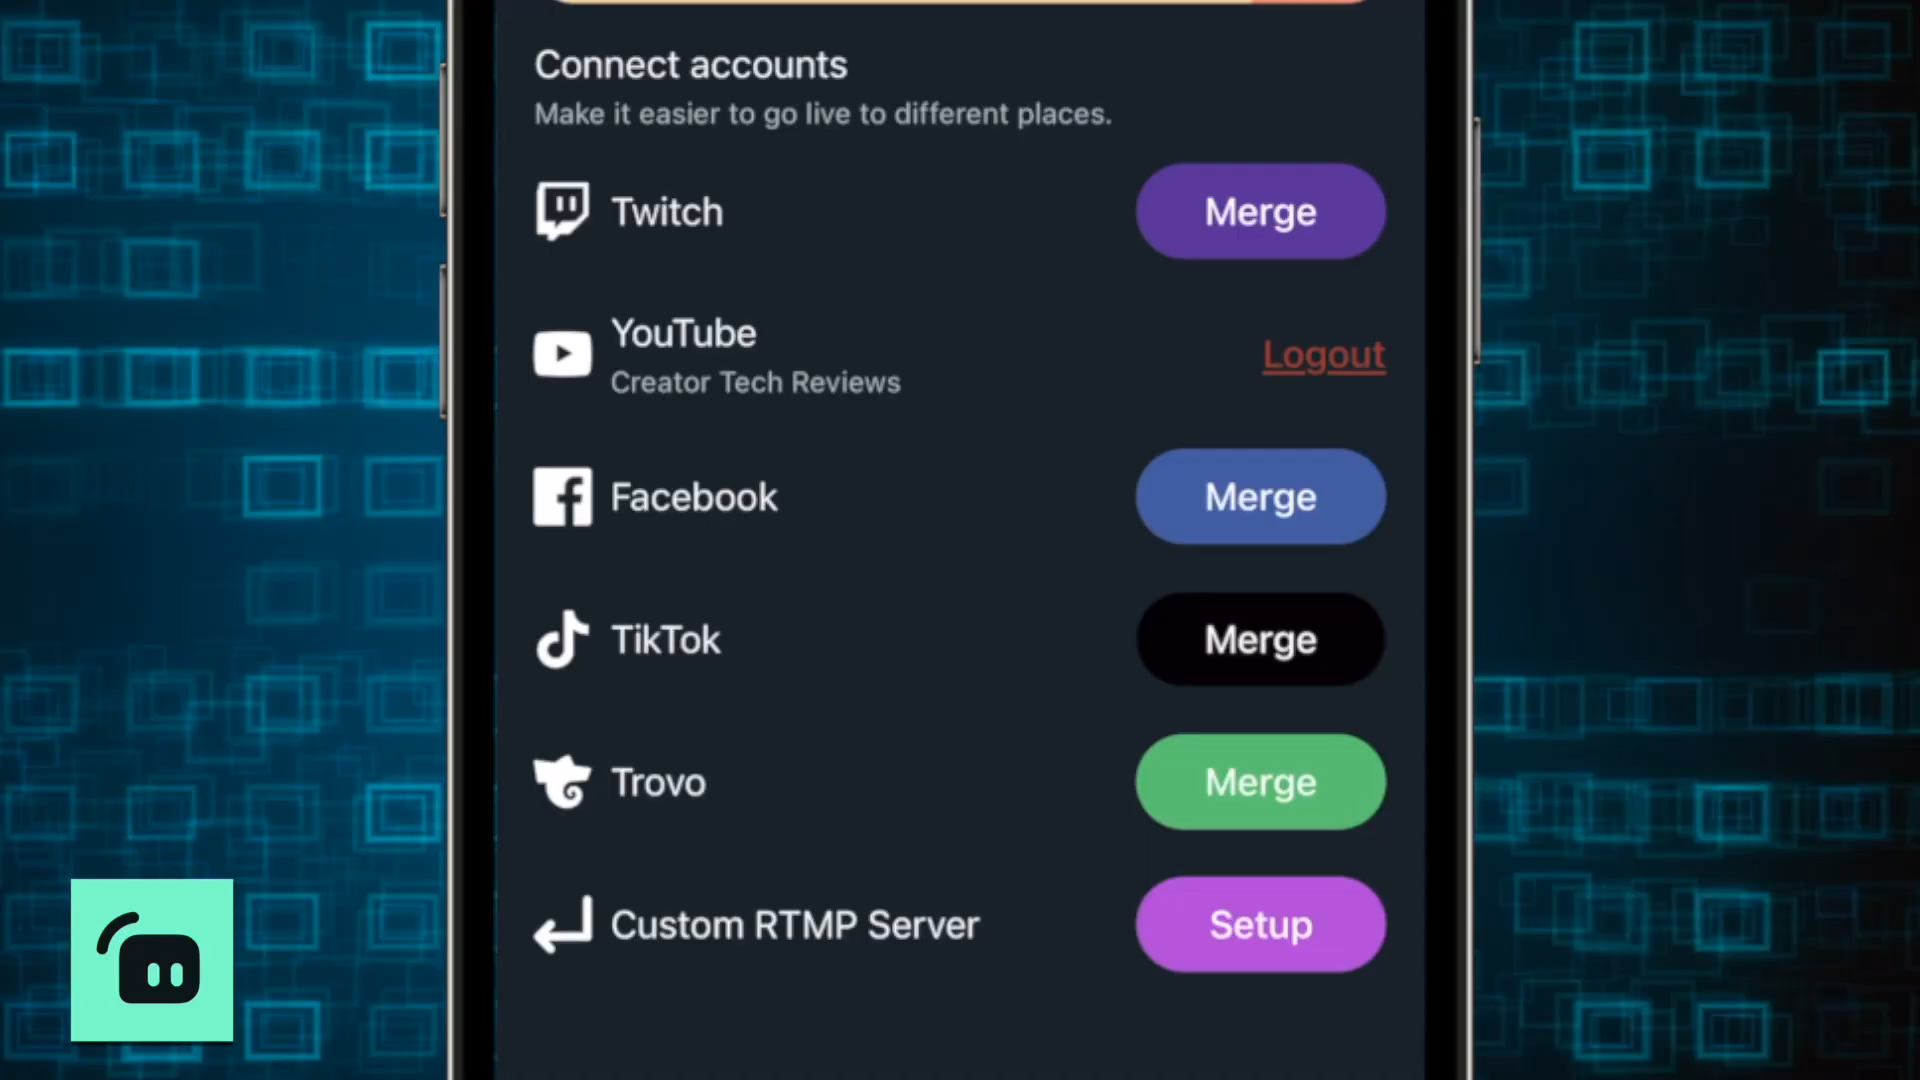 Connect accounts
Make it easier to go live to different places.
Twitch
Merge
YouTube
Creator Tech Reviews
Logout
Facebook
Merge
TikTok
Merge
Trovo
Merge
Custom RTMP Server
Setup